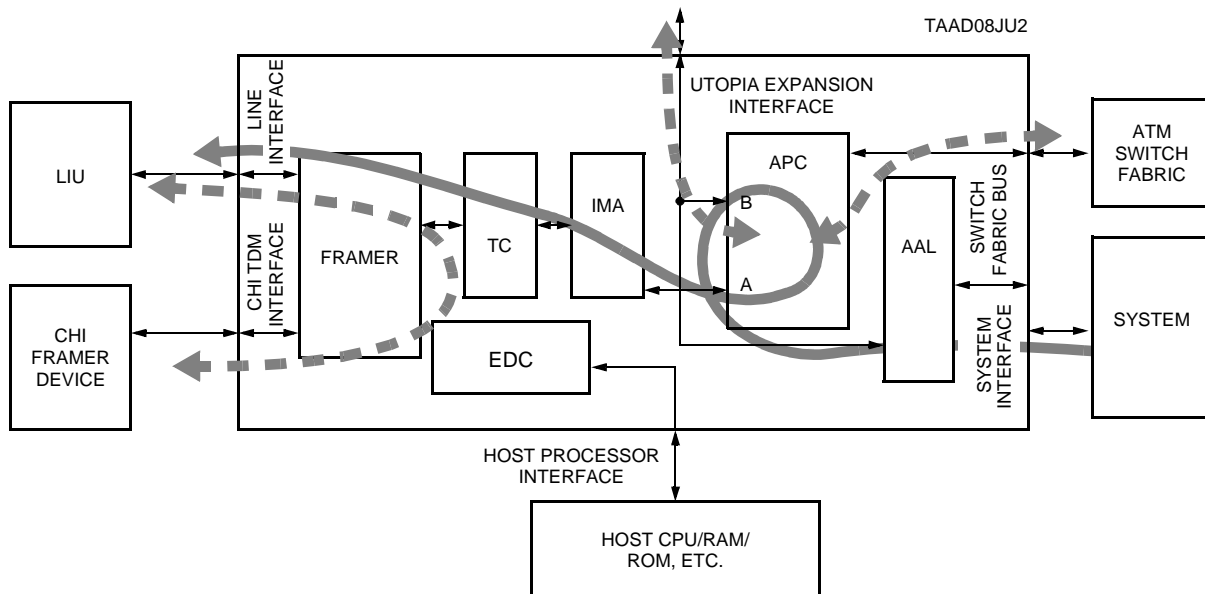 TAAD08JU2
UTOPIA EXPANSION
INTERFACE
LINE
INTERFACE
LIU
ATM
SWITCH
FABRIC
APC
B
A
IMA
TC
FRAMER
AAL
SWITCH
FABRIC BUS
CHI TDM
INTERFACE
CHI
FRAMER
DEVICE
EDC
SYSTEM
INTERFACE
SYSTEM
HOST PROCESSOR
INTERFACE
HOST CPU/RAM/
ROM, ETC.